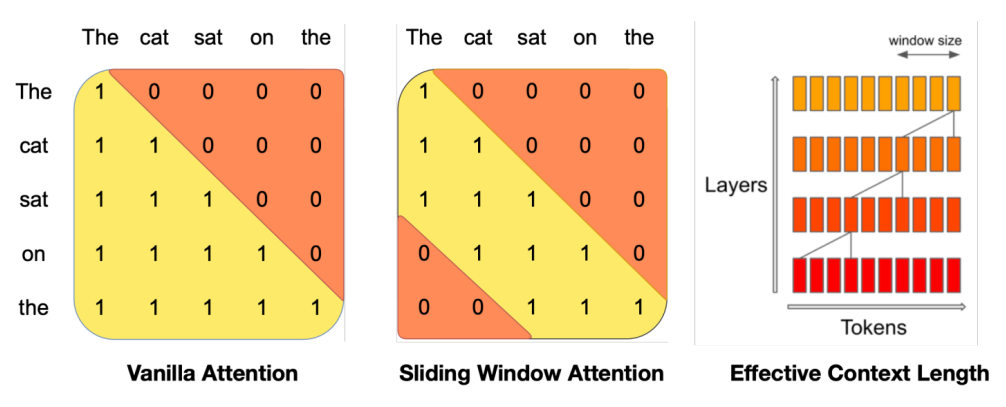 The cat sat on the
The 1 0 0 0 0
cat 1 1 0 0 0
sat 1 1 1 0 0
on 1 1 1 1 0
the 1 1 1 1 1
Vanilla Attention
The cat sat on the
1 0 0 0 0
1 1 0 0 0
1 1 1 0 0
0 1 1 1 0
0 0 1 1 1
Sliding Window Attention
window size
Layers
Tokens
Effective Context Length